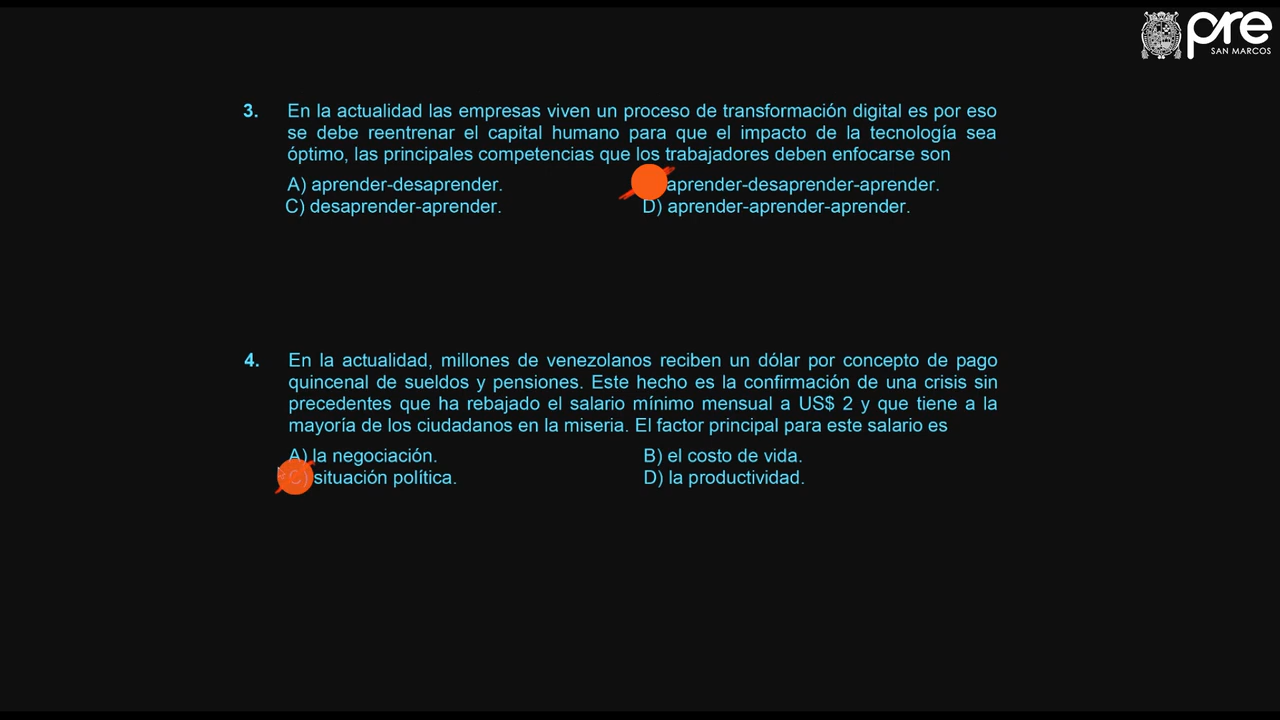 pre
SAN MARCOS
3. En la actualidad las empresas viven un proceso de transformación digital es por eso
se debe reentrenar el capital humano para que el impacto de la tecnología sea
óptimo, las principales competencias que los trabajadores deben enfocarse son
A) aprender-desaprender. aprender-desaprender-aprender.
C) desaprender-aprender. D) aprender-aprender-aprender.
4. En la actualidad, millones de venezolanos reciben un dólar por concepto de pago
quincenal de sueldos y pensiones. Este hecho es la confirmación de una crisis sin
precedentes que ha rebajado el salario mínimo mensual a US$ 2 y que tiene a la
mayoría de los ciudadanos en la miseria. El factor principal para este salario es
A) la negociación. B) el costo de vida.
C) situación política. D) la productividad.